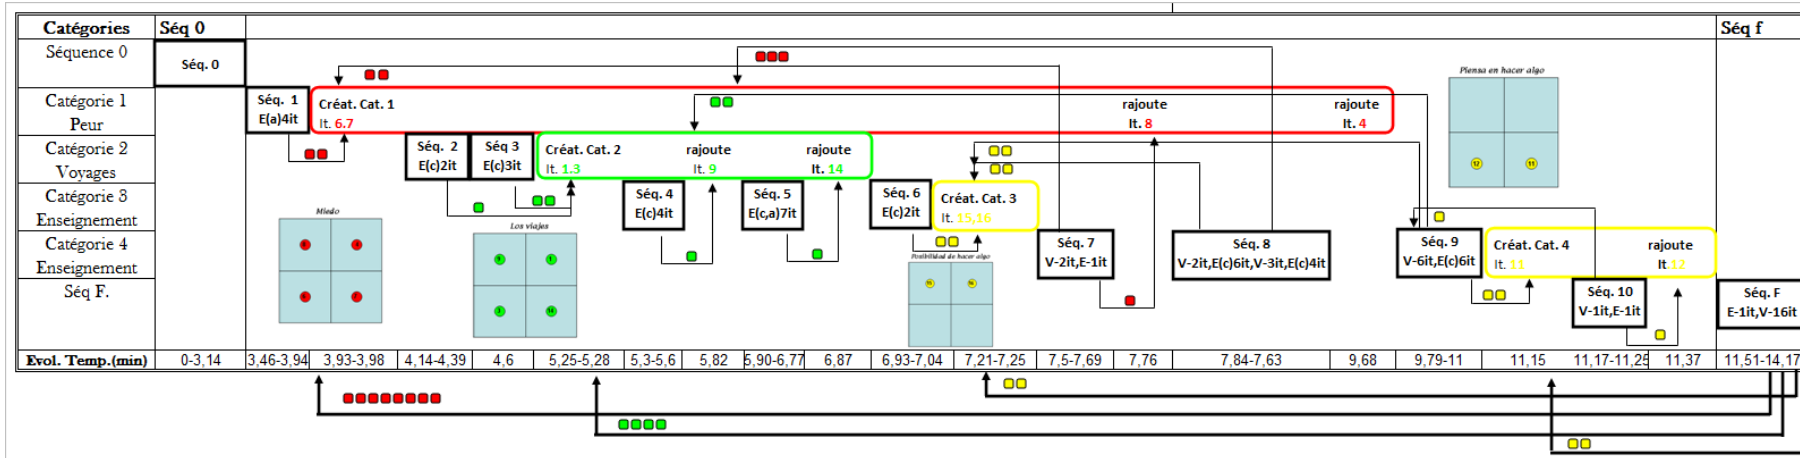 Catégories
Séq 0
Séq f
Séquence 0
Séq. 0
Piensa en hacer algo
Catégorie 1
Peur
Séq. 1
E(a)4it
Créat. Cat. 1
It. 6.7
rajoute
It. 8
rajoute
It. 4
Catégorie 2
Voyages
Séq. 2
E(c)2it
Séq 3
E(c)3it
Créat. Cat. 2
It. 1.3
rajoute
It. 9
rajoute
It. 14
12
11
Catégorie 3
Enseignement
Séq. 4
E(c)4it
Séq. 5
E(c,a)7it
Séq. 6
E(c)2it
Créat. Cat. 3
It. 15,16
Miedo
Los viajes
Catégorie 4
Enseignement
Posibilidad de hacer algo
Séq. 7
V-2it,E-1it
Séq. 8
V-2it,E(c)6it,V-3it,E(c)4it
Séq. 9
V-6it,E(c)6it
Créat. Cat. 4
It. 11
rajoute
It.12
Séq F.
Séq. 10
V-1it,E-1it
Séq. F
E-1it,V-16it
Evol. Temp.(min)
0-3,14
3,46-3,94
3,93-3,98
4,14-4,39
4,6
5,25-5,28
5,3-5,6
5,82
5,90-6,77
6,87
6,93-7,04
7,21-7,25
7,5-7,69
7,76
7,84-7,63
9,68
9,79-11
11,15
11,17-11,25
11,37
11,51-14,17